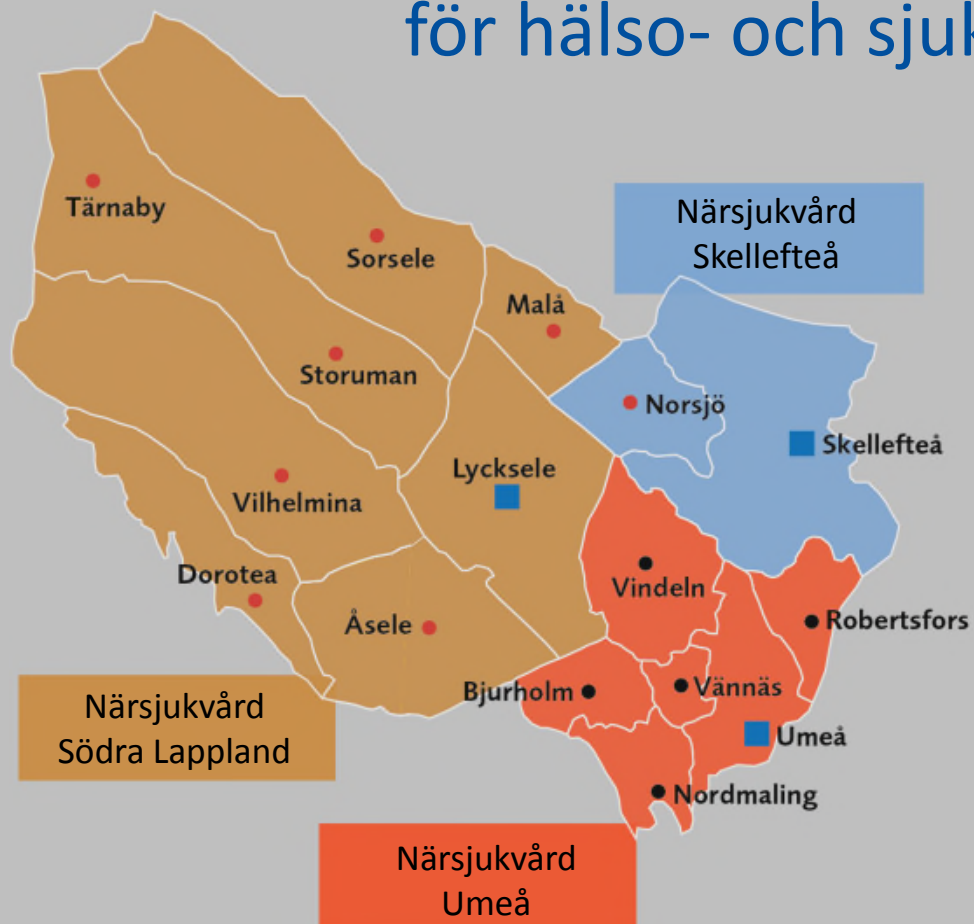 för hälso- och sjuk
Tärnaby
Närsjukvård
Skellefteå
Sorsele
Malå
Storuman
Norsjö
Skellefteå
Lycksele
Vilhelmina
Dorotea
Vindeln
Åsele
Robertsfors
Bjurholm
Vännäs
Närsjukvård
Södra Lappland
Umeå
Nordmaling
Närsjukvård
Umeå